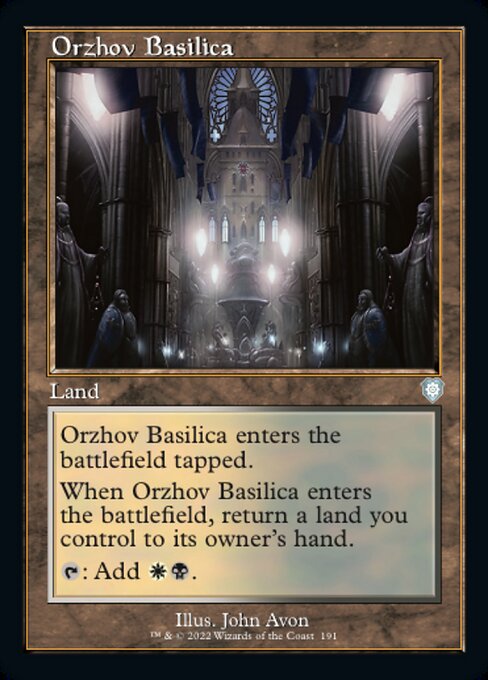 Orzhov Basilica
Land
Orzhov Basilica enters the
battlefield tapped.
When Orzhov Basilica enters
the battlefield, return a land you
control to its owner's hand.
: Add .
Illus. John Avon
™ & © 2022 Wizards of the Coast 191